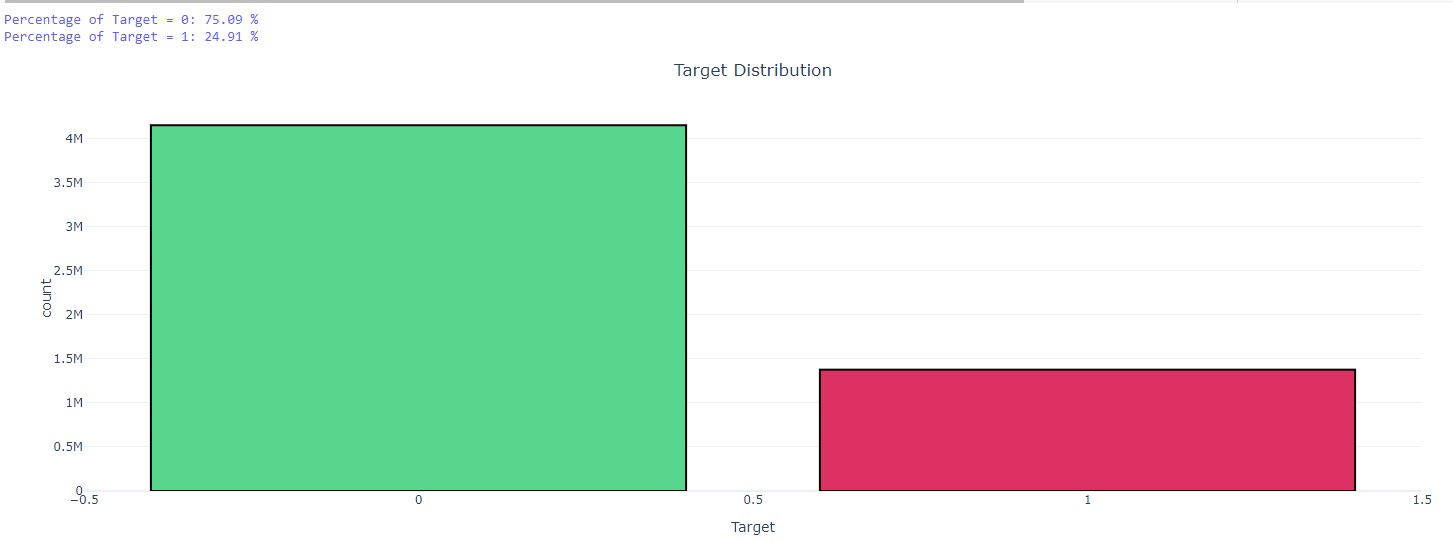 Percentage of Target = 0: 75.09 %
Percentage of Target = 1: 24.91 %
Target Distribution
4M
3.5M
3M
2.5M
2M
1.5M
1M
0.5M
0
count
−0.5
0
0.5
1
1.5
Target